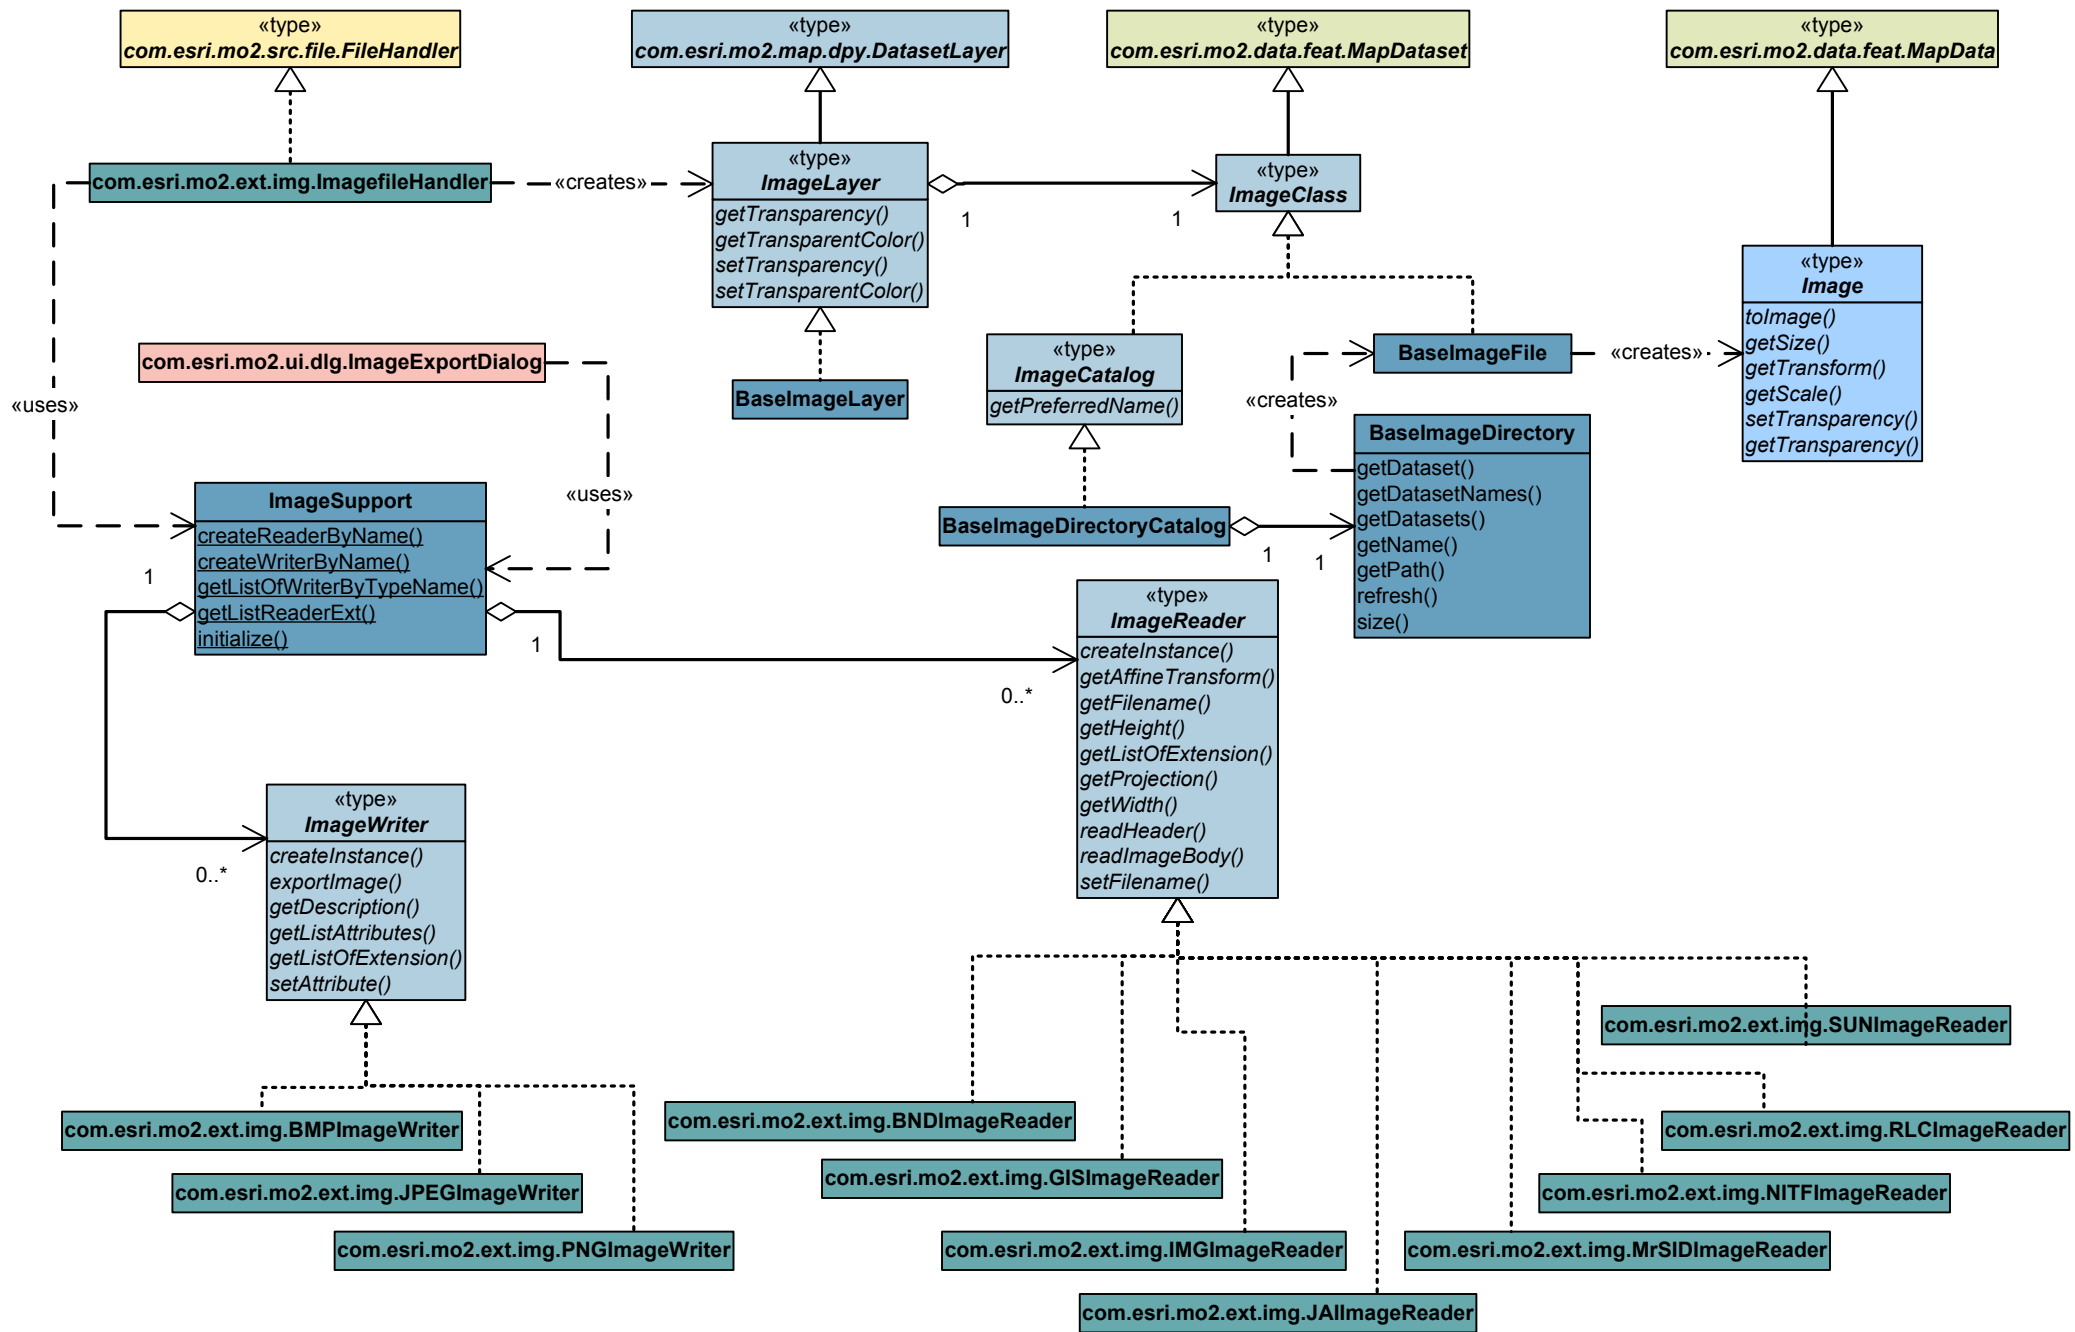 «type»
com.esri.mo2.src.file.FileHandler
«type»
com.esri.mo2.map.dpy.DatasetLayer
«type»
com.esri.mo2.data.feat.MapDataset
«type»
com.esri.mo2.data.feat.MapData
com.esri.mo2.ext.img.ImagefileHandler
«creates»
«type»
ImageLayer
getTransparency()
getTransparentColor()
setTransparency()
setTransparentColor()
1
1
«type»
ImageClass
«type»
Image
toImage()
getSize()
getTransform()
getScale()
setTransparency()
getTransparency()
com.esri.mo2.ui.dlg.ImageExportDialog
«uses»
BaseImageLayer
«type»
ImageCatalog
getPreferredName()
BaseImageFile
«creates»
«creates»
BaseImageDirectory
getDataset()
getDatasetNames()
getDatasets()
getName()
getPath()
refresh()
size()
«uses»
ImageSupport
createReaderByName()
createWriterByName()
getListOfWriterByTypeName()
getListReaderExt()
initialize()
BaseImageDirectoryCatalog
1
1
1
1
0..*
«type»
ImageReader
createInstance()
getAffineTransform()
getFilename()
getHeight()
getListOfExtension()
getProjection()
getWidth()
readHeader()
readImageBody()
setFilename()
0..*
«type»
ImageWriter
createInstance()
exportImage()
getDescription()
getListAttributes()
getListOfExtension()
setAttribute()
com.esri.mo2.ext.img.SUNImageReader
com.esri.mo2.ext.img.BNDImageReader
com.esri.mo2.ext.img.BMPImageWriter
com.esri.mo2.ext.img.RLCImageReader
com.esri.mo2.ext.img.GISImageReader
com.esri.mo2.ext.img.JPEGImageWriter
com.esri.mo2.ext.img.NITFImageReader
com.esri.mo2.ext.img.PNGImageWriter
com.esri.mo2.ext.img.IMGImageReader
com.esri.mo2.ext.img.MrSIDImageReader
com.esri.mo2.ext.img.JAIImageReader